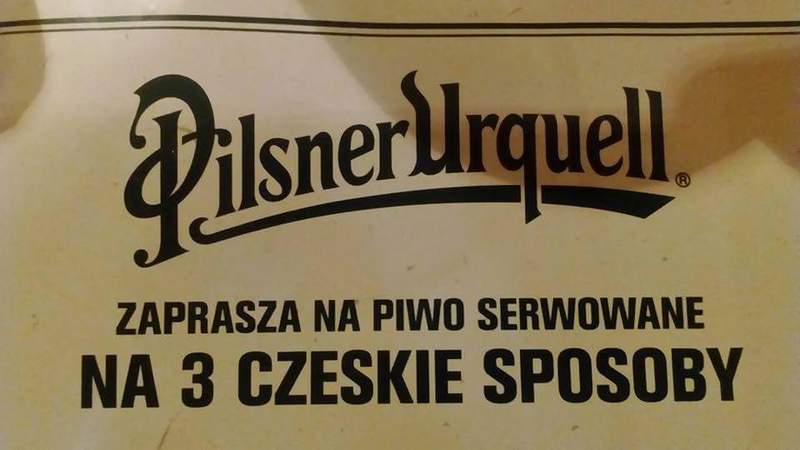 Pilsner Urquell®
ZAPRASZA NA PIWO SERWOWANE
NA 3 CZESKIE SPOSOBY